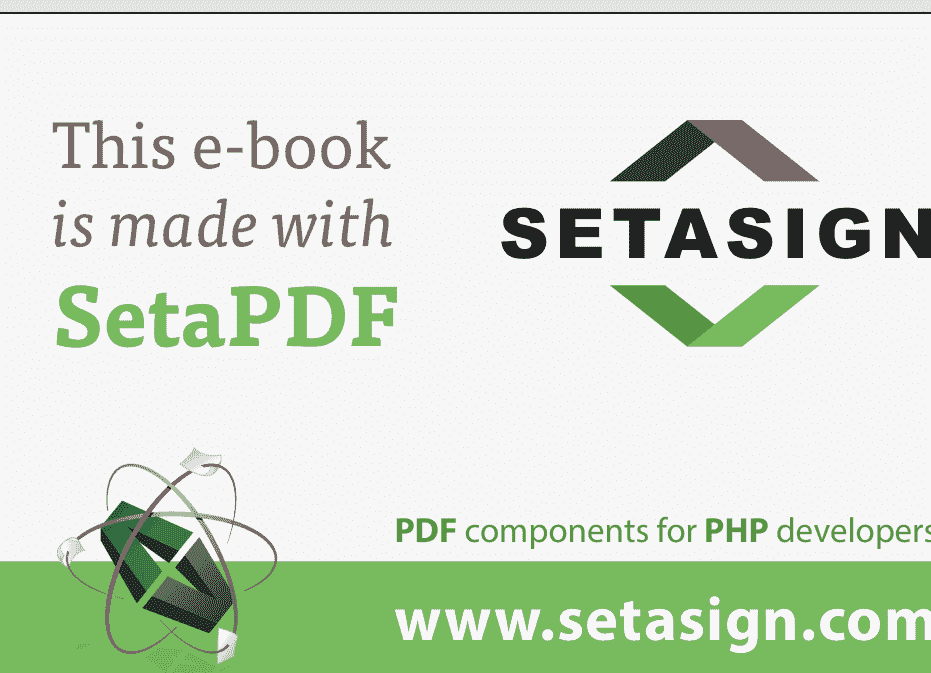 This e-book
is made with
SetaPDF
SETASIGN
PDF components for PHP developers
www.setasign.com